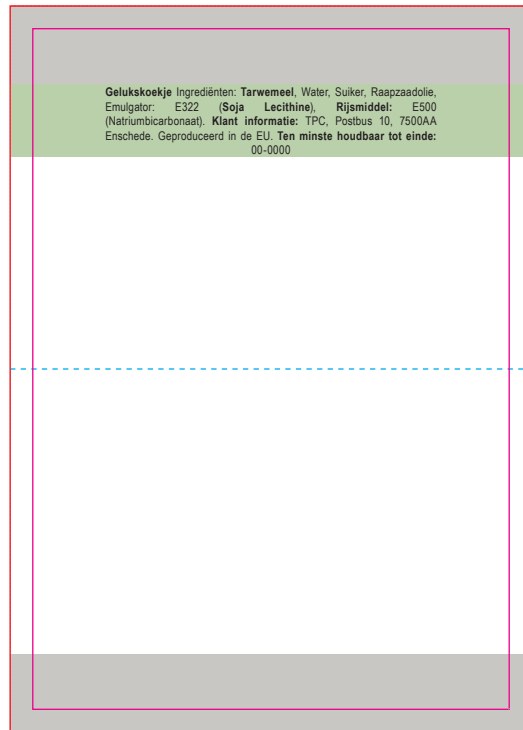 Gelukskoekje Ingrediënten: Tarwemeel, Water, Suiker, Raapzaadolie,
Emulgator: E322 (Soja Lecithine), Rijsmiddel: E500
(Natriumbicarbonaat). Klant informatie: TPC, Postbus 10, 7500AA
Enschede. Geproduceerd in de EU. Ten minste houdbaar tot einde:
00-0000